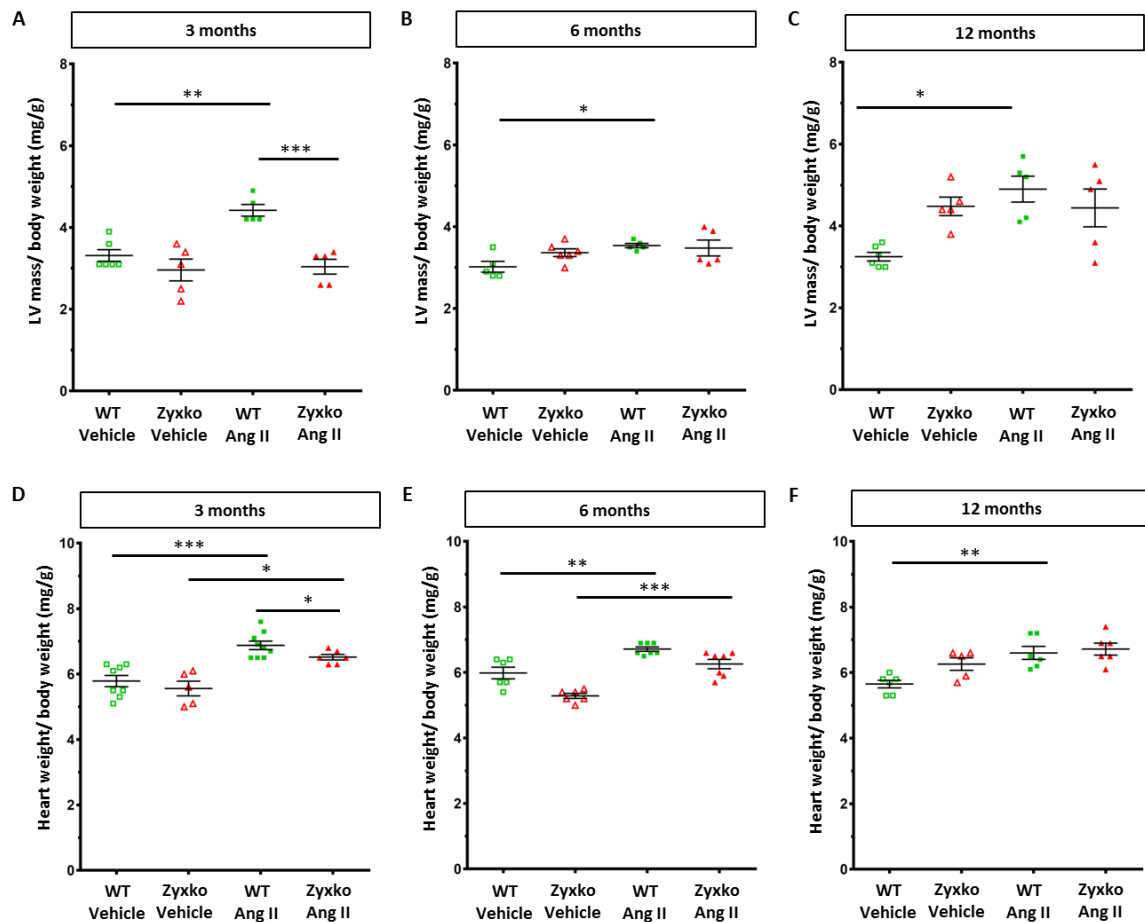 A
3 months
LV mass/ body weight (mg/g)
8
6
4
2
0
**
***
WT
Vehicle
Zyxko
Vehicle
WT
Ang II
Zyxko
Ang II
B
6 months
LV mass/ body weight (mg/g)
8
6
4
2
0
*
WT
Vehicle
Zyxko
Vehicle
WT
Ang II
Zyxko
Ang II
C
12 months
LV mass/ body weight (mg/g)
8
6
4
2
0
*
WT
Vehicle
Zyxko
Vehicle
WT
Ang II
Zyxko
Ang II
D
3 months
Heart weight/ body weight (mg/g)
10
8
6
4
2
0
***
*
*
WT
Vehicle
Zyxko
Vehicle
WT
Ang II
Zyxko
Ang II
E
6 months
Heart weight/ body weight (mg/g)
10
8
6
4
2
0
**
***
WT
Vehicle
Zyxko
Vehicle
WT
Ang II
Zyxko
Ang II
F
12 months
Heart weight/ body weight (mg/g)
10
8
6
4
2
0
**
WT
Vehicle
Zyxko
Vehicle
WT
Ang II
Zyxko
Ang II